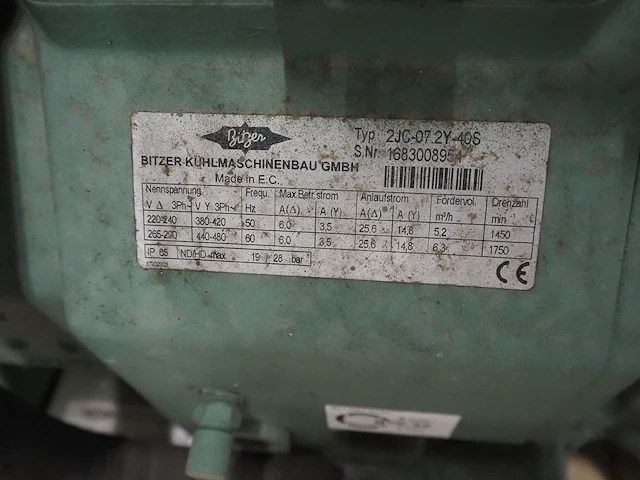 Bitzer
Typ 2JC-07.2Y-40S
S.Nr 1683008954
BITZER KÜHLMASCHINENBAU GMBH
Made in E.C.
Nennspannung Frequ. Max.Betr.strom Anlaufstrom Fördervol. Drehzahl
V Δ 3Ph~ V Y 3Ph~ Hz A(Δ) A (Y) A(Δ) A (Y) m³/h min
220-240 380-420 50 6,0 3,5 25,6 14,8 5,2 1450
265-290 440-480 60 6,0 3,5 25,6 14,8 6,3 1750
IP 65 ND/HD max. 19 28 bar
CE